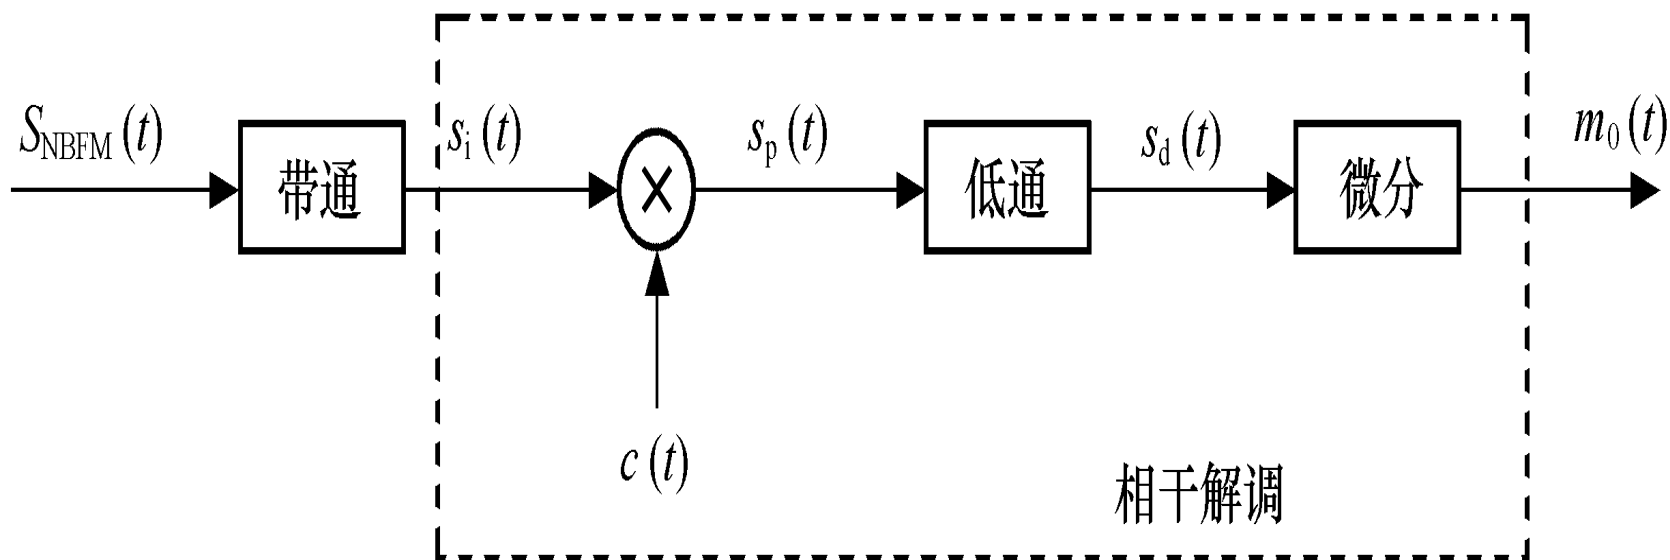 S_NBFM(t)
带通
s_i(t)
×
s_p(t)
低通
s_d(t)
微分
m_0(t)
c(t)
相干解调